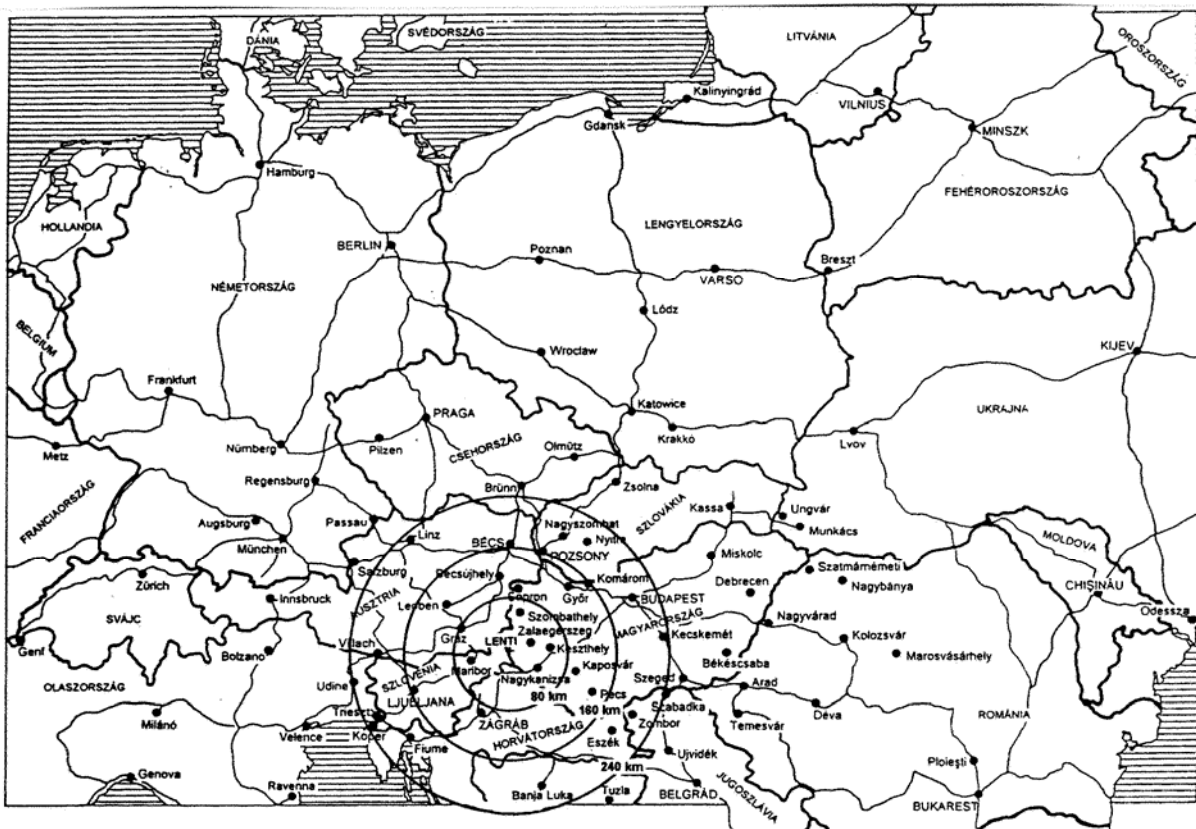 DÁNIA
SVÉDORSZÁG
LITVÁNIA
OROSZORSZÁG
Kalinyingrád
VILNIUS
Gdansk
MINSZK
Hamburg
FEHÉROROSZORSZÁG
HOLLANDIA
LENGYELORSZÁG
BERLIN
Poznan
VARSO
Breszt
NÉMETORSZÁG
Lódz
BELGIUM
Wrocław
KIJEV
Frankfurt
PRAGA
Katowice
UKRAJNA
Krakkó
Lvov
Metz
Nürnberg
Pilzen
CSEHORSZÁG
Olmütz
Regensburg
Brünn
Zsolna
SZLOVÁKIA
FRANCIAORSZÁG
Kassa
Ungvár
Augsburg
Passau
Linz
Nagyszombat
Munkács
München
BÉCS
Nyitra
POZSONY
MOLDOVA
Miskolc
Salzburg
Szatmárnémeti
Zürich
Bécsújhely
Komárom
Debrecen
Nagybánya
CHISINĂU
Innsbruck
AUSZTRIA
Sopron
Győr
BUDAPEST
Odessza
SVÁJC
Leoben
Szombathely
Nagyvárad
Genf
Villach
Graz
LENTI
Zalaegerszeg
MAGYARORSZÁG
Kecskemét
Kolozsvár
Bolzano
Keszthely
Békéscsaba
Marosvásárhely
Maribor
Kaposvár
OLASZORSZÁG
Udine
SZLOVÉNIA
Nagykanizsa
Szeged
Arad
LJUBLJANA
80 km
Pécs
Milánó
Trieszt
160 km
Szabadka
Déva
ROMÁNIA
ZÁGRÁB
Zombor
Temesvár
Velence
Koper
HORVÁTORSZÁG
Fiume
Eszék
Ujvidék
Genova
240 km
Ploieşti
Ravenna
Banja Luka
Tuzla
BELGRÁD
JUGOSZLÁVIA
BUKAREST